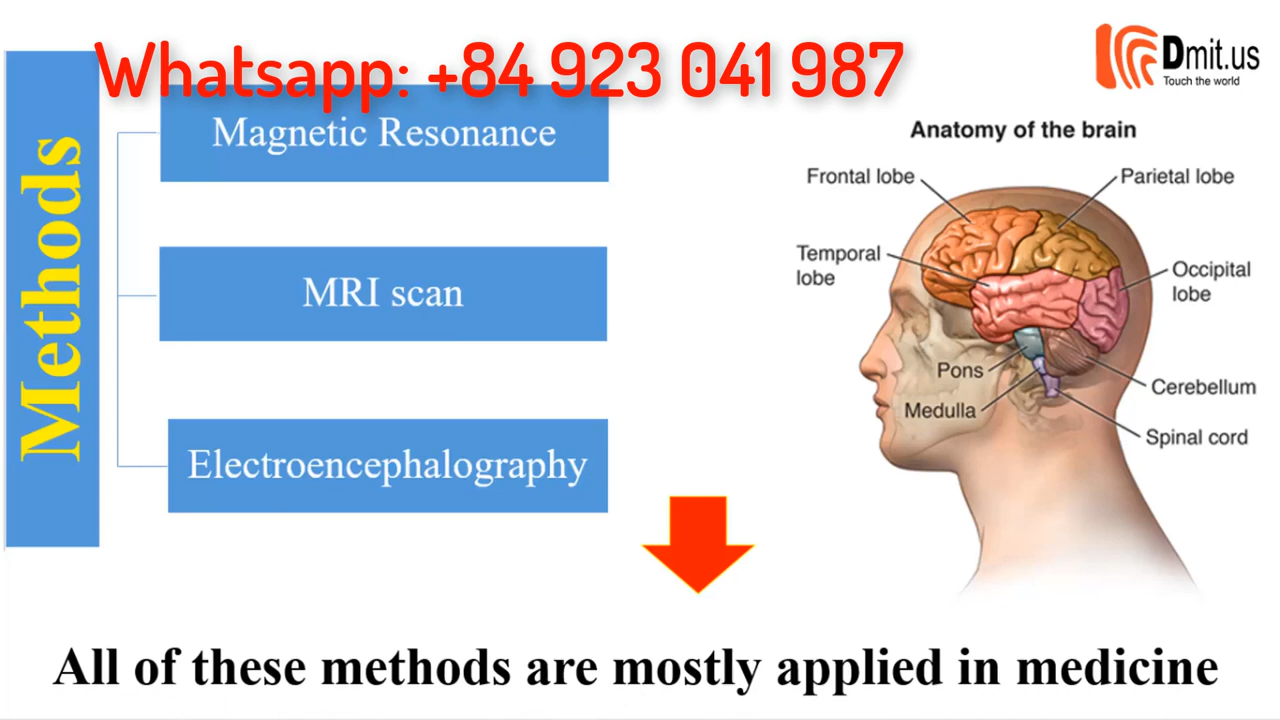 Whatsapp: +84 923 041 987
Dmit.us
Touch the world
Methods
Magnetic Resonance
MRI scan
Electroencephalography
Anatomy of the brain
Frontal lobe
Parietal lobe
Temporal
lobe
Occipital
lobe
Pons
Cerebellum
Medulla
Spinal cord
All of these methods are mostly applied in medicine